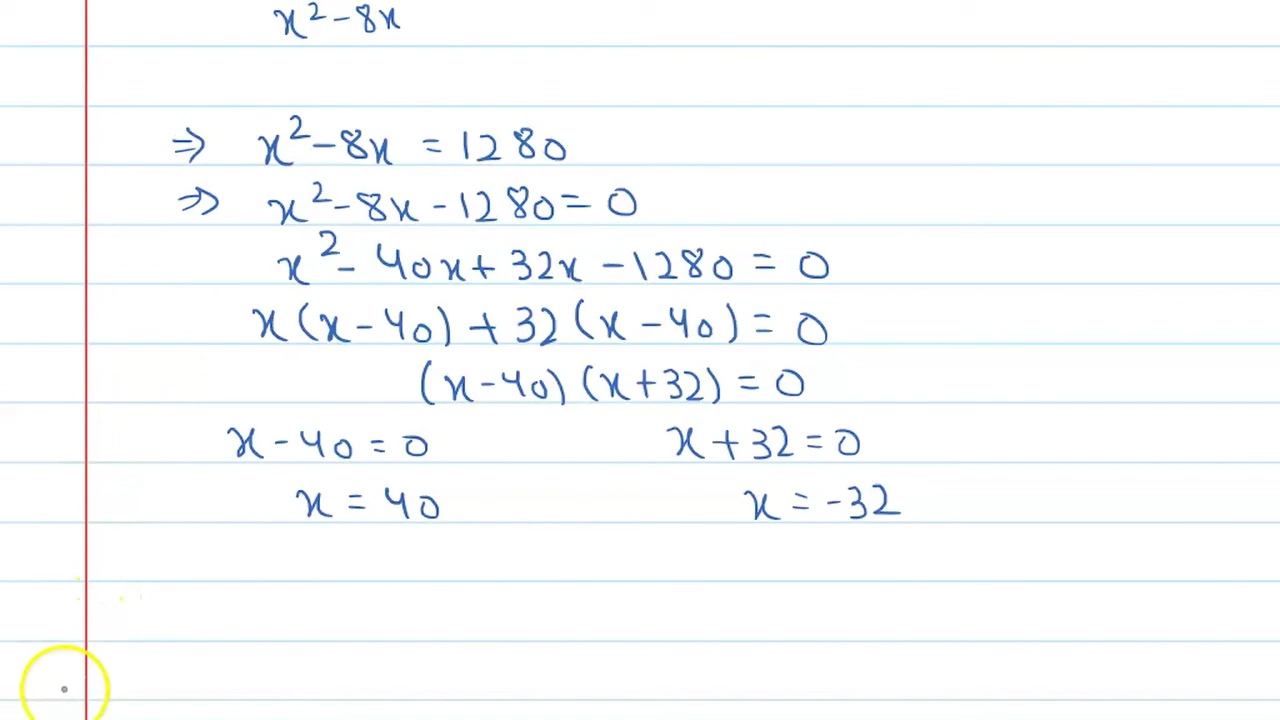 x² - 8x
⇒ x² - 8x = 1280
⇒ x² - 8x - 1280 = 0
x² - 40x + 32x - 1280 = 0
x(x - 40) + 32(x - 40) = 0
(x - 40)(x + 32) = 0
x - 40 = 0 x + 32 = 0
x = 40 x = -32